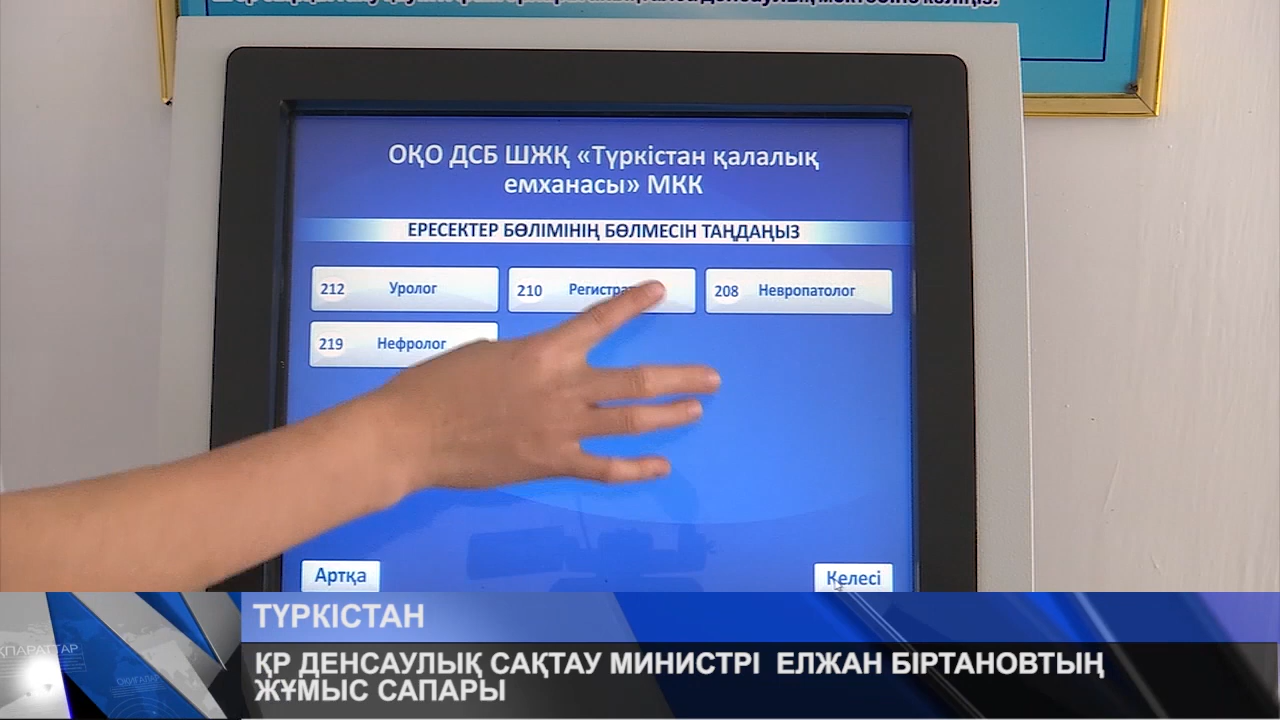 ОҚО ДСБ ШЖҚ «Түркістан қалалық
емханасы» МКК
ЕРЕСЕКТЕР БӨЛІМІНІҢ БӨЛМЕСІН ТАҢДАҢЫЗ
212 Уролог
210
208 Невропатолог
219 Нефролог
Артқа
Келесі
ТҮРКІСТАН
ҚР ДЕНСАУЛЫҚ САҚТАУ МИНИСТРІ ЕЛЖАН БІРТАНОВТЫҢ
ЖҰМЫС САПАРЫ